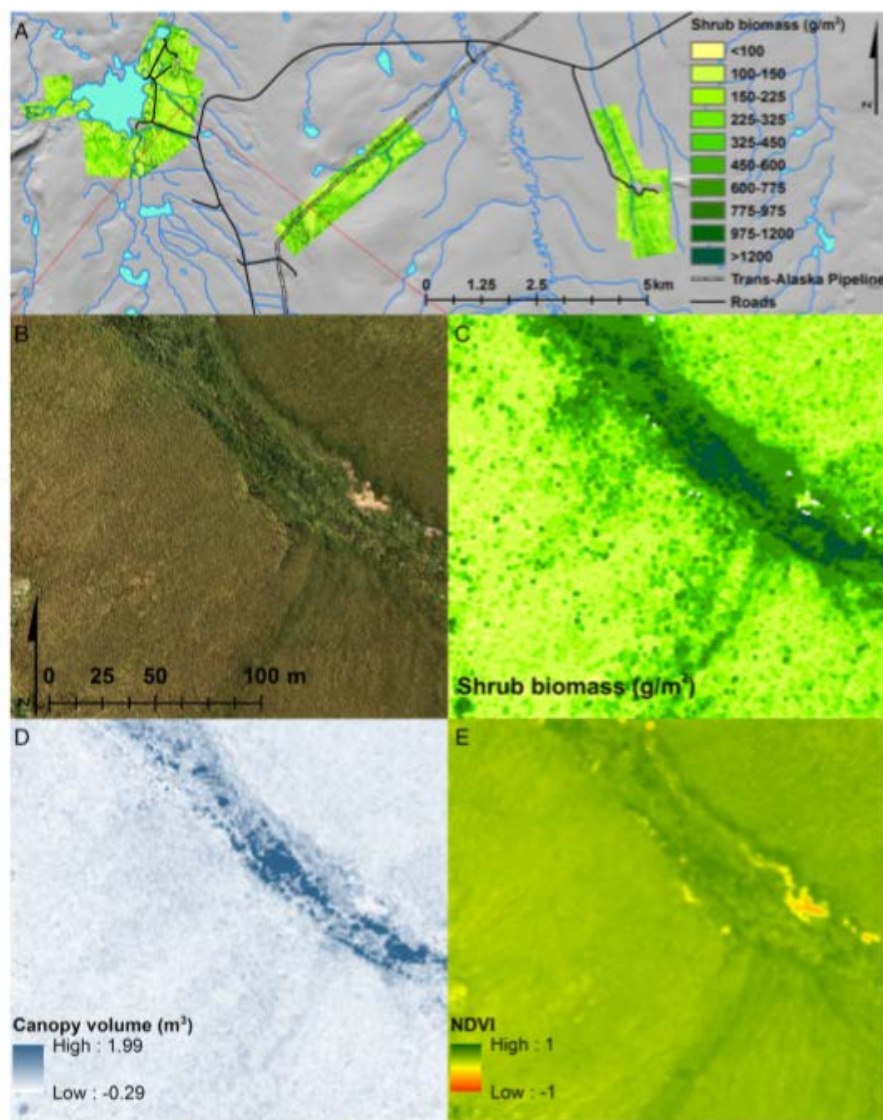 A
Shrub biomass (g/m²)
<100
100-150
150-225
225-325
325-450
450-600
600-775
775-975
975-1200
>1200
Trans-Alaska Pipeline
Roads
N
0 1.25 2.5 5km
B
N
0 25 50 100 m
C
Shrub biomass (g/m²)
D
Canopy volume (m³)
High : 1.99
Low : -0.29
E
NDVI
High : 1
Low : -1